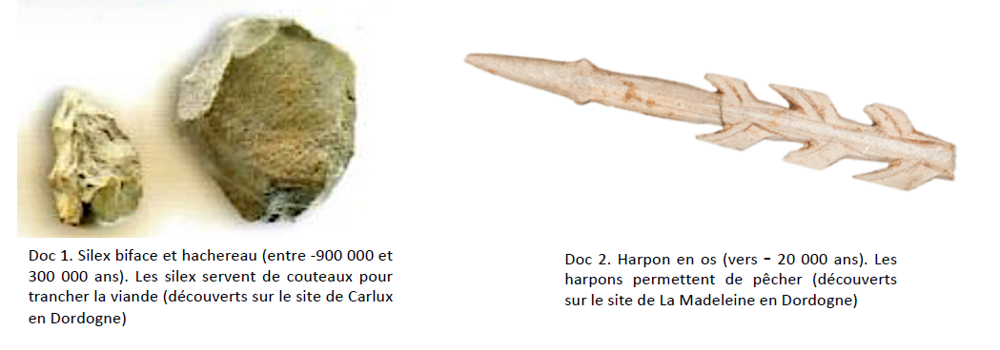 Doc 1. Silex biface et hachereau (entre -900 000 et
300 000 ans). Les silex servent de couteaux pour
trancher la viande (découverts sur le site de Carlux
en Dordogne)
Doc 2. Harpon en os (vers - 20 000 ans). Les
harpons permettent de pêcher (découverts
sur le site de La Madeleine en Dordogne)